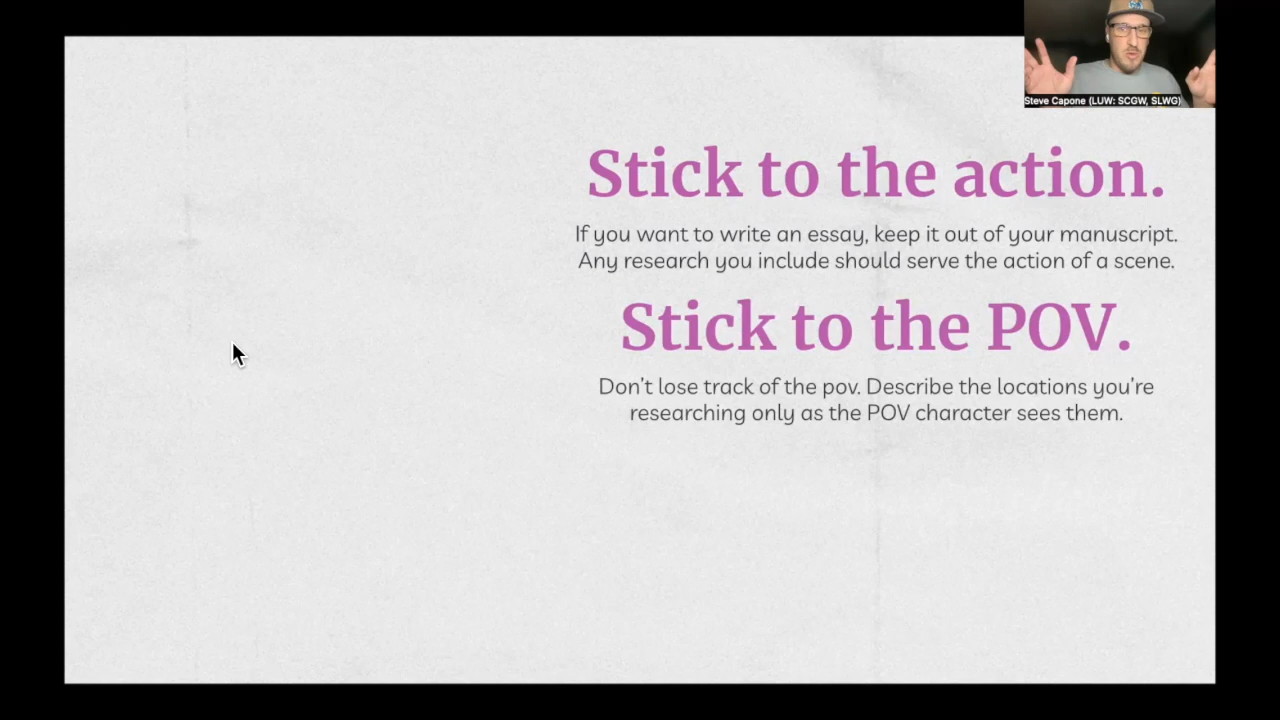 Steve Capone (LUW: SCGW, SLWG)
Stick to the action.
If you want to write an essay, keep it out of your manuscript.
Any research you include should serve the action of a scene.
Stick to the POV.
Don't lose track of the pov. Describe the locations you're
researching only as the POV character sees them.